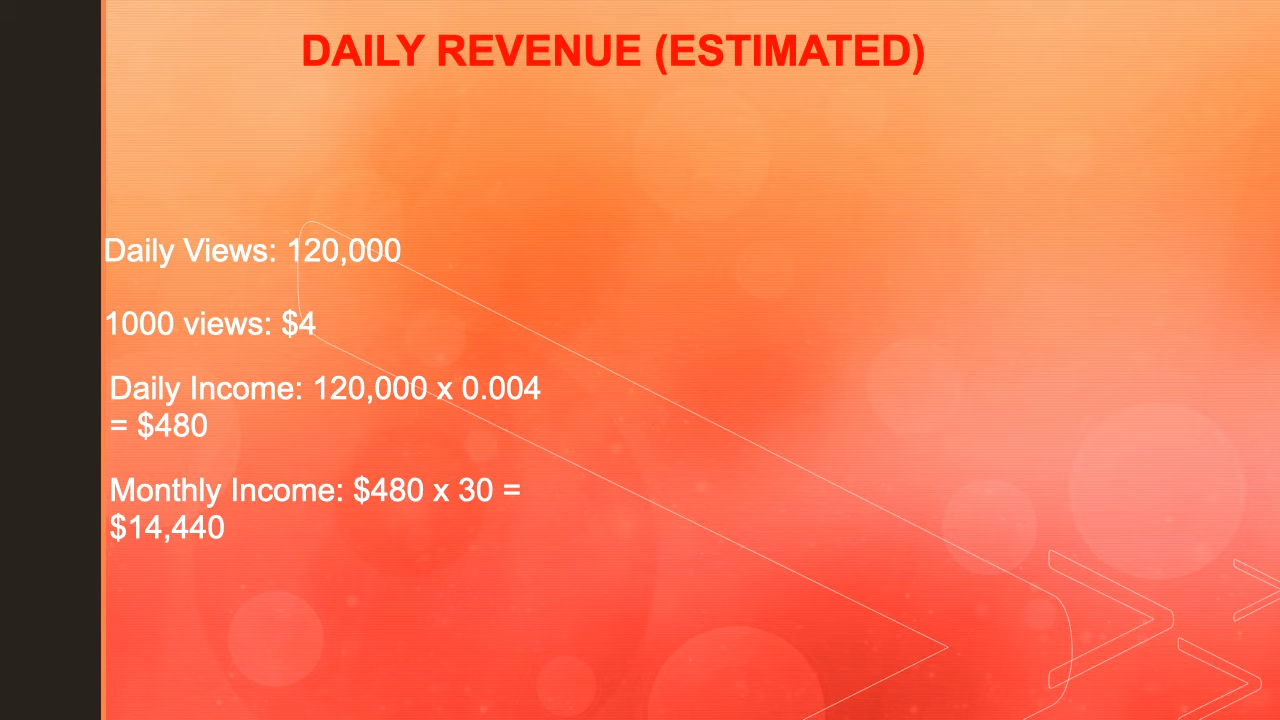 DAILY REVENUE (ESTIMATED)
Daily Views: 120,000
1000 views: $4
Daily Income: 120,000 x 0.004
= $480
Monthly Income: $480 x 30 =
$14,440